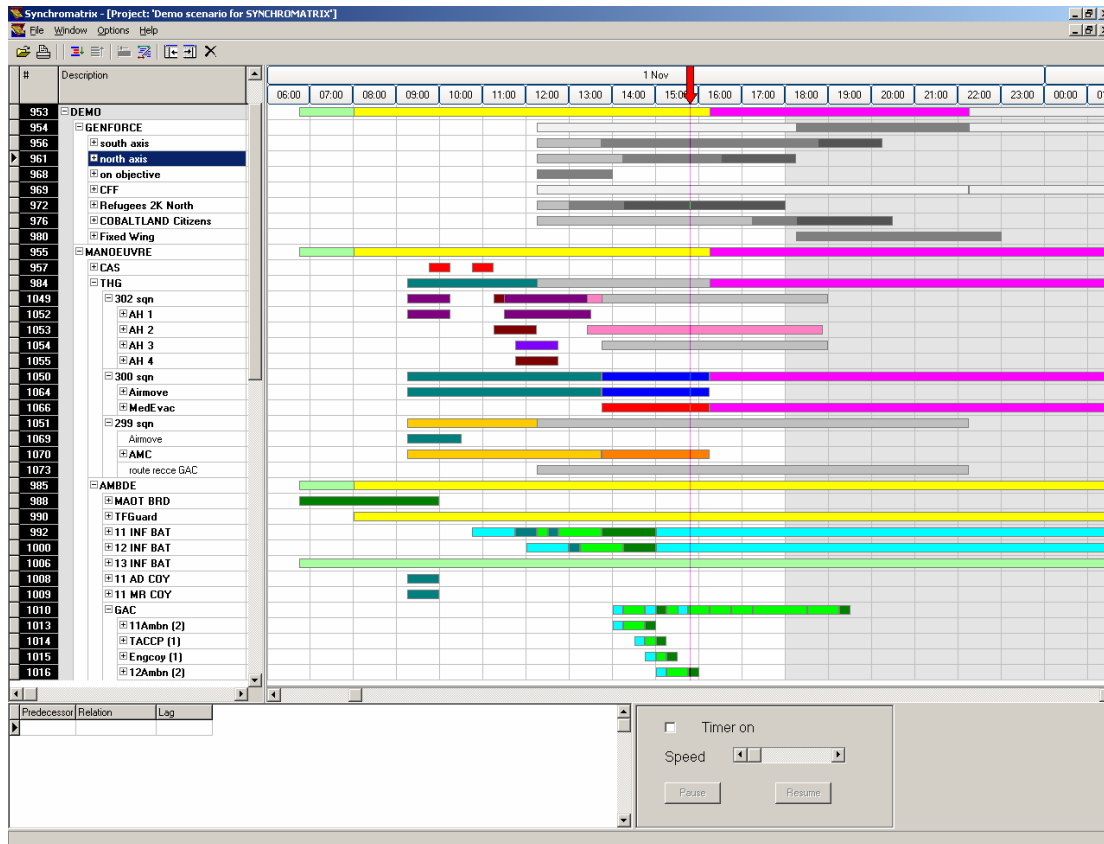 Synchromatrix - [Project: 'Demo scenario for SYNCHROMATRIX']
File Window Options Help
# Description
1 Nov
06:00 07:00 08:00 09:00 10:00 11:00 12:00 13:00 14:00 15:00 16:00 17:00 18:00 19:00 20:00 21:00 22:00 23:00 00:00 01
953 DEMO
954 GENFORCE
956 south axis
961 north axis
968 on objective
969 CFF
972 Refugees 2K North
976 COBALTLAND Citizens
980 Fixed Wing
955 MANOEUVRE
957 CAS
984 THG
1049 302 sqn
1052 AH 1
1053 AH 2
1054 AH 3
1055 AH 4
1050 300 sqn
1064 Airmove
1066 MedEvac
1051 299 sqn
1069 Airmove
1070 AMC
1073 route recce GAC
985 AMBDE
988 MAOT BRD
990 TFGuard
992 11 INF BAT
1000 12 INF BAT
1006 13 INF BAT
1008 11 AD COY
1009 11 MR COY
1010 GAC
1013 11Ambn (2)
1014 TACCP (1)
1015 Engcoy (1)
1016 12Ambn (2)
Predecessor Relation Lag
Timer on
Speed
Pause Resume